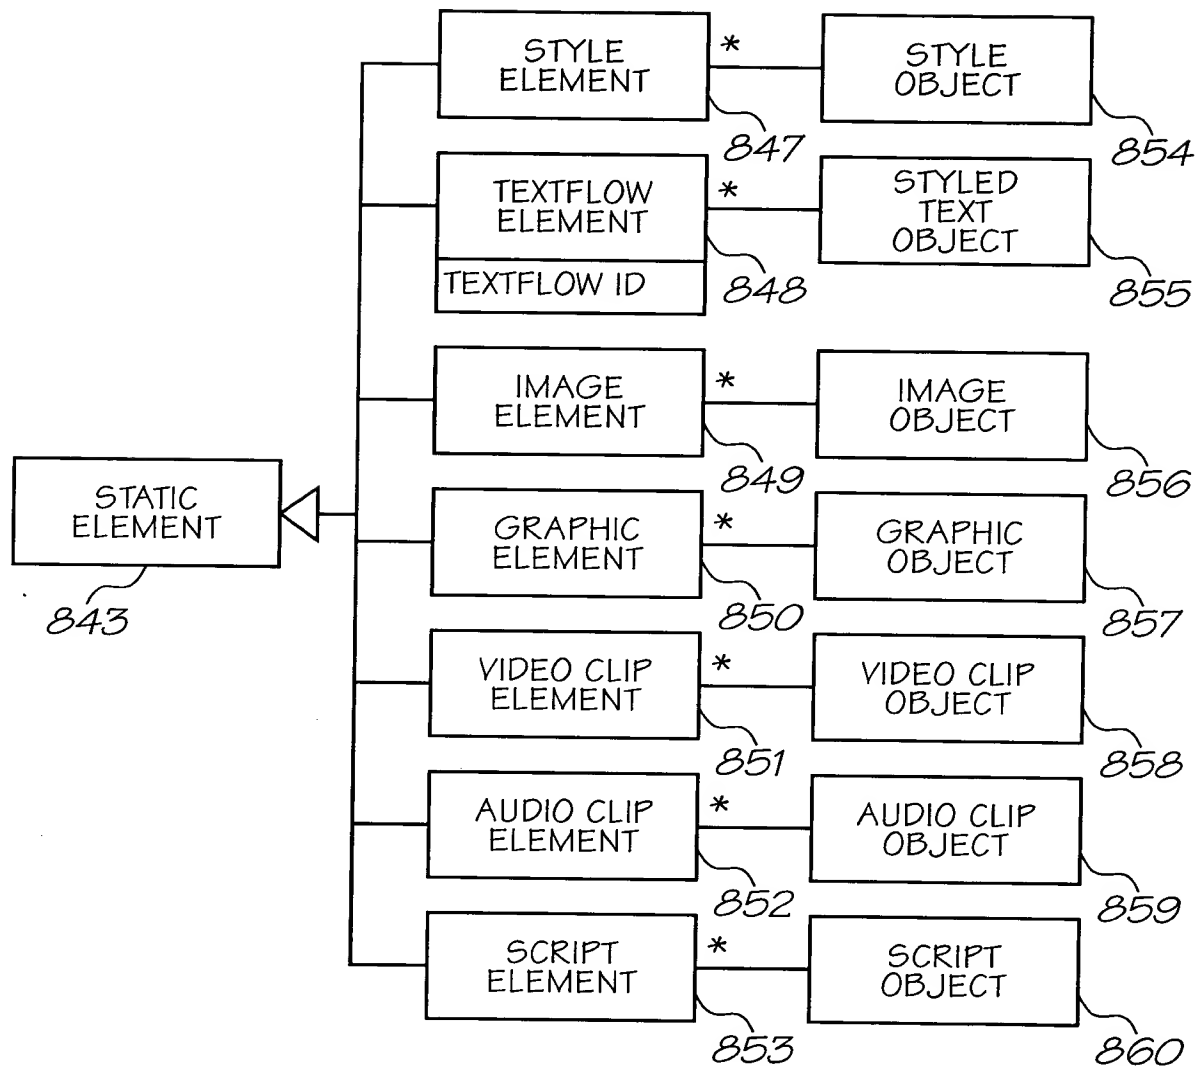 STYLE
ELEMENT
*
STYLE
OBJECT
847
854
TEXTFLOW
ELEMENT
TEXTFLOW ID
*
STYLED
TEXT
OBJECT
848
855
IMAGE
ELEMENT
*
IMAGE
OBJECT
849
856
STATIC
ELEMENT
843
GRAPHIC
ELEMENT
*
GRAPHIC
OBJECT
850
857
VIDEO CLIP
ELEMENT
*
VIDEO CLIP
OBJECT
851
858
AUDIO CLIP
ELEMENT
*
AUDIO CLIP
OBJECT
852
859
SCRIPT
ELEMENT
*
SCRIPT
OBJECT
853
860